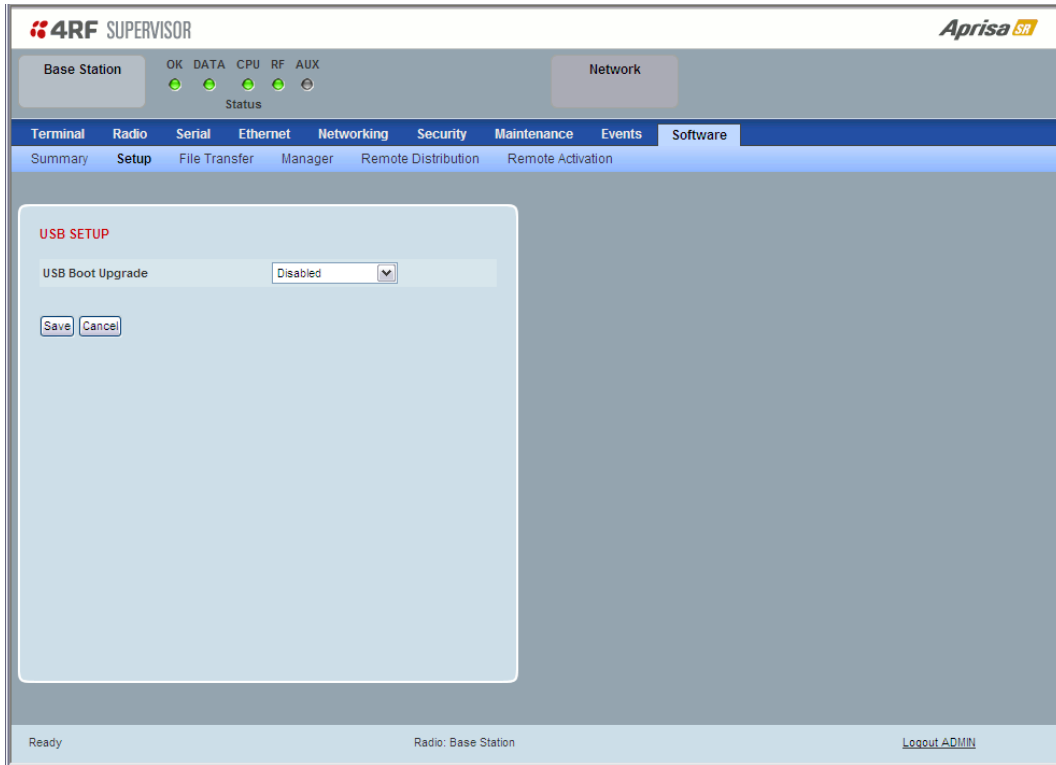 4RF SUPERVISOR
Aprisa SR
Base Station
OK DATA CPU RF AUX
Status
Network
Terminal Radio Serial Ethernet Networking Security Maintenance Events Software
Summary Setup File Transfer Manager Remote Distribution Remote Activation
USB SETUP
USB Boot Upgrade Disabled
Save Cancel
Ready Radio: Base Station Logout ADMIN